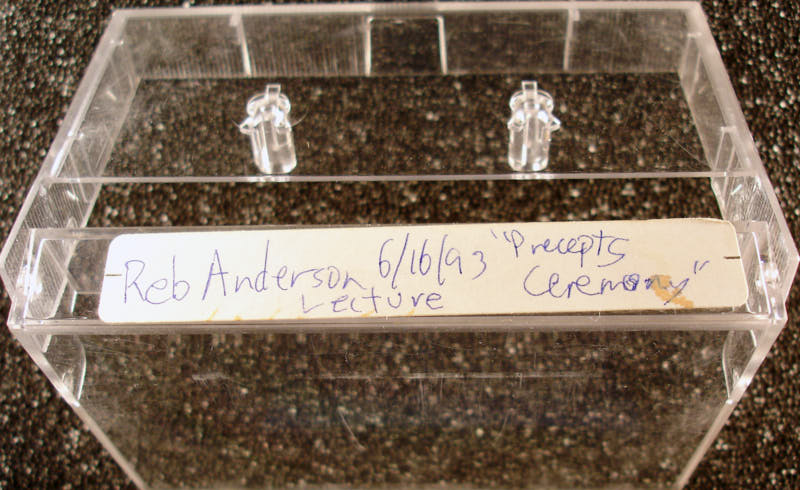 Reb Anderson 6/16/93 "Precepts
Lecture Ceremony"